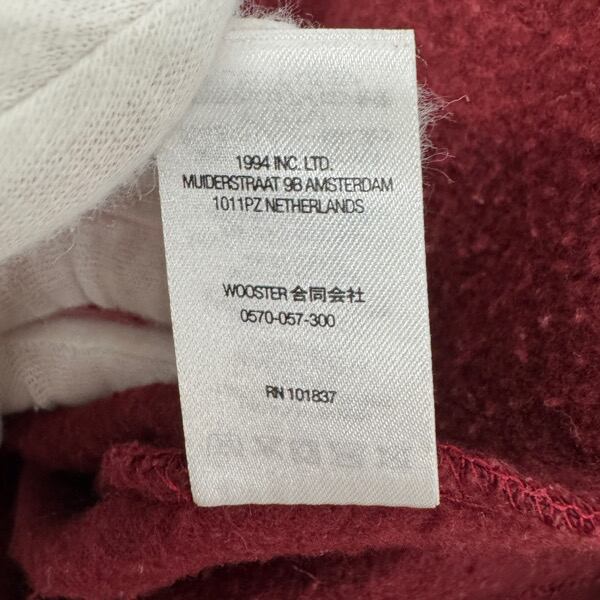 1994 INC. LTD.
MUIDERSTRAAT 9B AMSTERDAM
1011PZ NETHERLANDS
WOOSTER 合同会社
0570-057-300
RN 101837